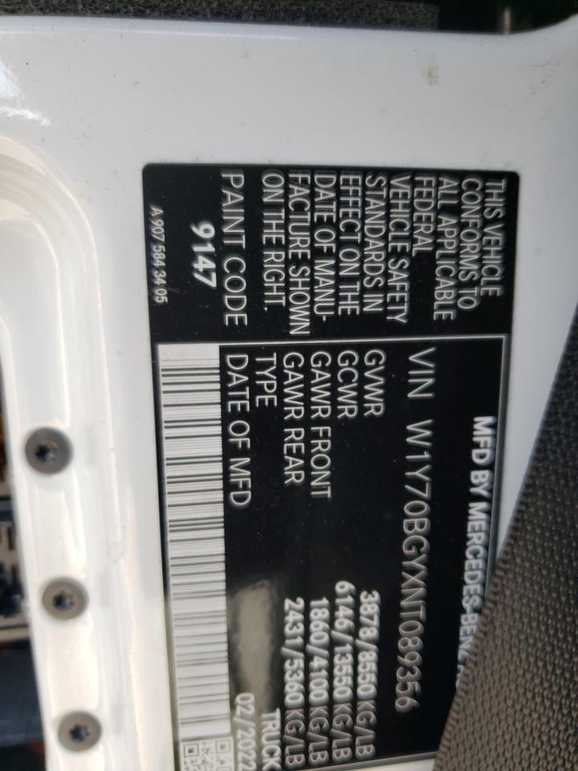 THIS VEHICLE
CONFORMS TO
ALL APPLICABLE
FEDERAL
VEHICLE SAFETY
STANDARDS IN
EFFECT ON THE
DATE OF MANU-
FACTURE SHOWN
ON THE RIGHT.
PAINT CODE
9147
A 907 584 34 05
MFD BY MERCEDES-BENZ
VIN W1Y70BGYXNT089356
GVWR 3878/8550 KG/LB
GCWR 6146/13550 KG/LB
GAWR FRONT 1860/4100 KG/LB
GAWR REAR 2431/5360 KG/LB
TYPE TRUCK
DATE OF MFD 02/2022